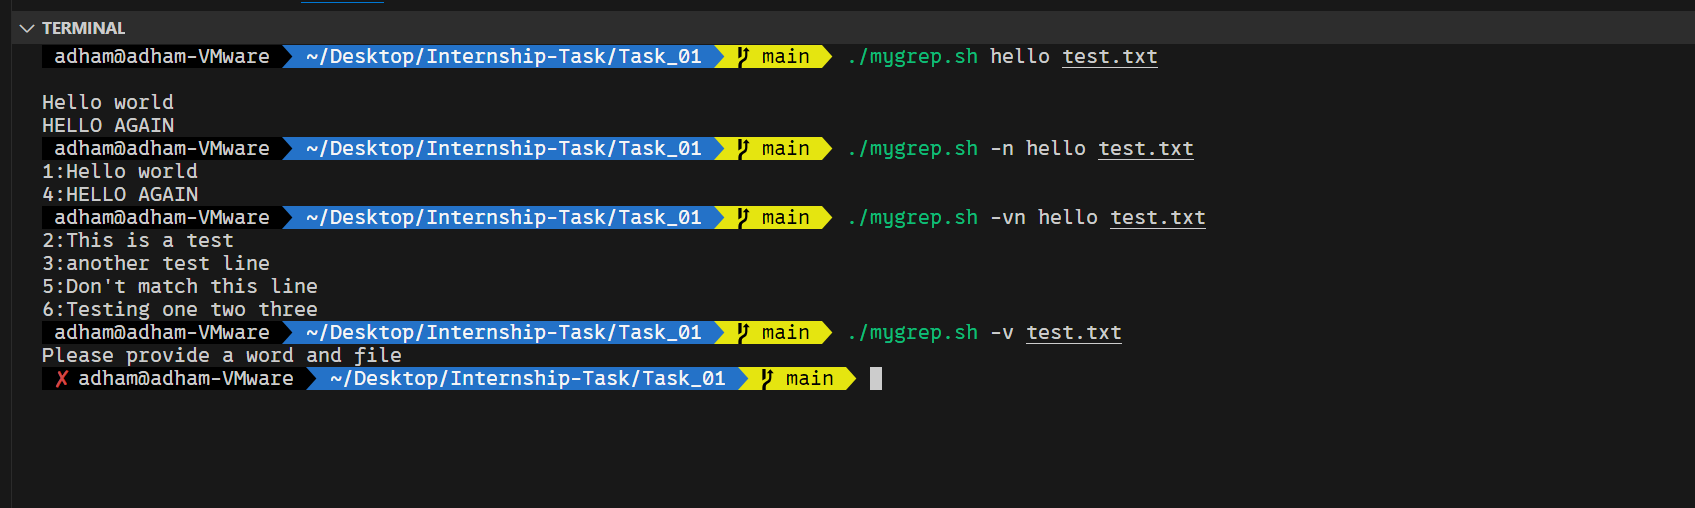 TERMINAL
adham@adham-VMware ~/Desktop/Internship-Task/Task_01 main ./mygrep.sh hello test.txt
Hello world
HELLO AGAIN
adham@adham-VMware ~/Desktop/Internship-Task/Task_01 main ./mygrep.sh -n hello test.txt
1:Hello world
4:HELLO AGAIN
adham@adham-VMware ~/Desktop/Internship-Task/Task_01 main ./mygrep.sh -vn hello test.txt
2:This is a test
3:another test line
5:Don't match this line
6:Testing one two three
adham@adham-VMware ~/Desktop/Internship-Task/Task_01 main ./mygrep.sh -v test.txt
Please provide a word and file
✗ adham@adham-VMware ~/Desktop/Internship-Task/Task_01 main